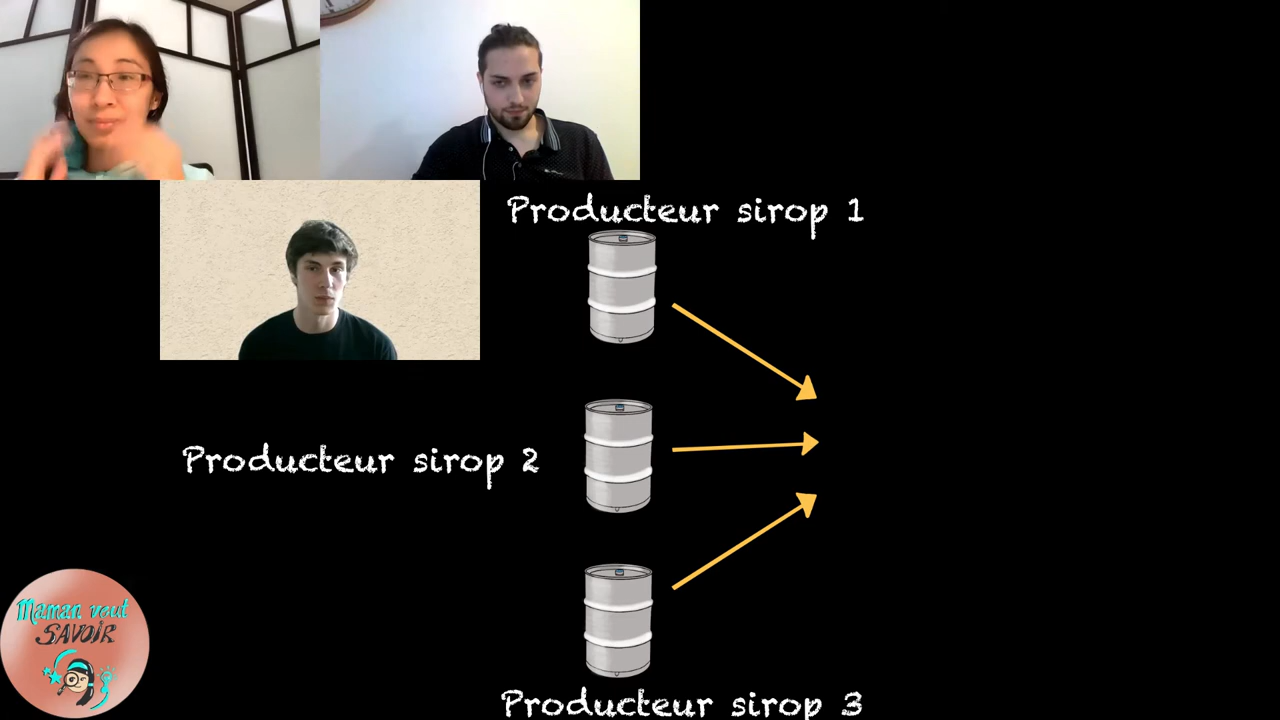 Producteur sirop 1
Producteur sirop 2
Maman veut
SAVOIR
Producteur sirop 3